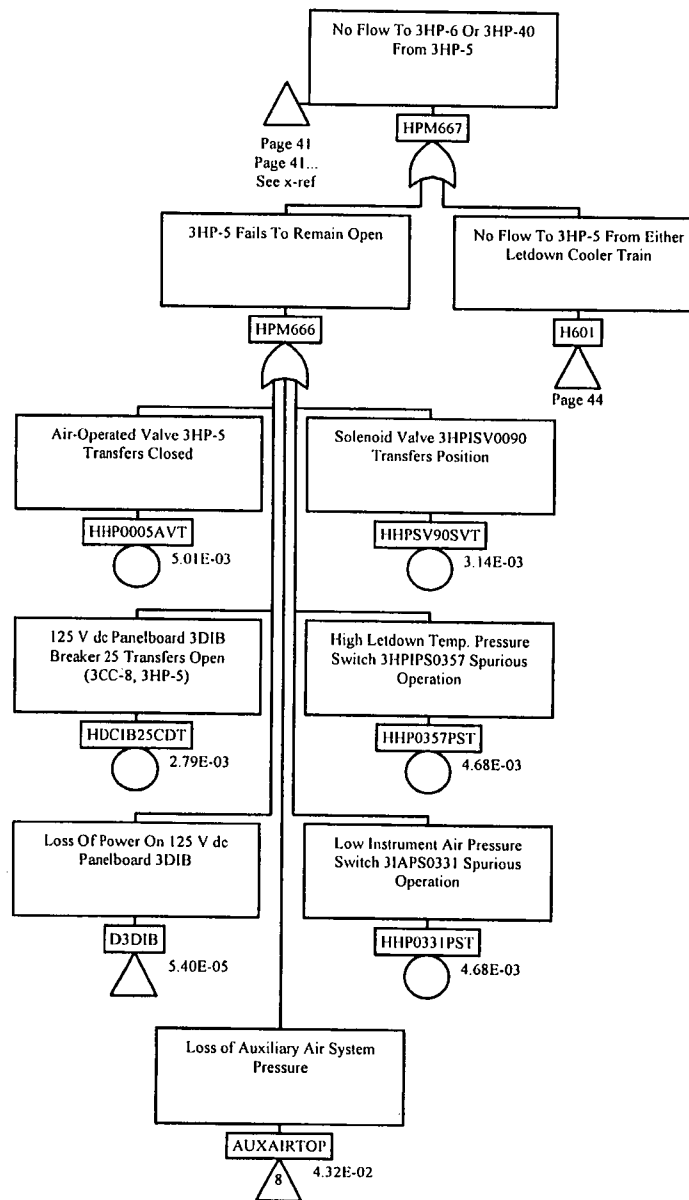 No Flow To 3HP-6 Or 3HP-40
From 3HP-5
Page 41
Page 41...
See x-ref
HPM667
3HP-5 Fails To Remain Open
No Flow To 3HP-5 From Either
Letdown Cooler Train
HPM666
H601
Page 44
Air-Operated Valve 3HP-5
Transfers Closed
Solenoid Valve 3HPISV0090
Transfers Position
HHP0005AVT
5.01E-03
HHPSV90SVT
3.14E-03
125 V dc Panelboard 3DIB
Breaker 25 Transfers Open
(3CC-8, 3HP-5)
High Letdown Temp. Pressure
Switch 3HPIPS0357 Spurious
Operation
HDCIB25CDT
2.79E-03
HHP0357PST
4.68E-03
Loss Of Power On 125 V dc
Panelboard 3DIB
Low Instrument Air Pressure
Switch 3IAPS0331 Spurious
Operation
D3DIB
5.40E-05
HHP0331PST
4.68E-03
Loss of Auxiliary Air System
Pressure
AUXAIRTOP
4.32E-02
8